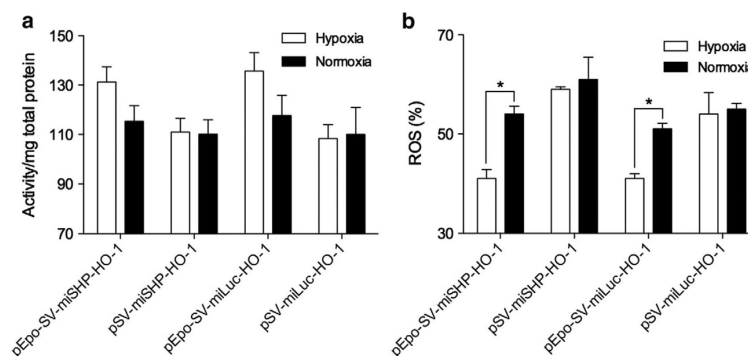 a
Activity/mg total protein
150
130
110
90
70
Hypoxia
Normoxia
pEpo-SV-miSHP-HO-1
pSV-miSHP-HO-1
pEpo-SV-miLuc-HO-1
pSV-miLuc-HO-1
b
ROS (%)
70
50
30
Hypoxia
Normoxia
*
*
pEpo-SV-miSHP-HO-1
pSV-miSHP-HO-1
pEpo-SV-miLuc-HO-1
pSV-miLuc-HO-1